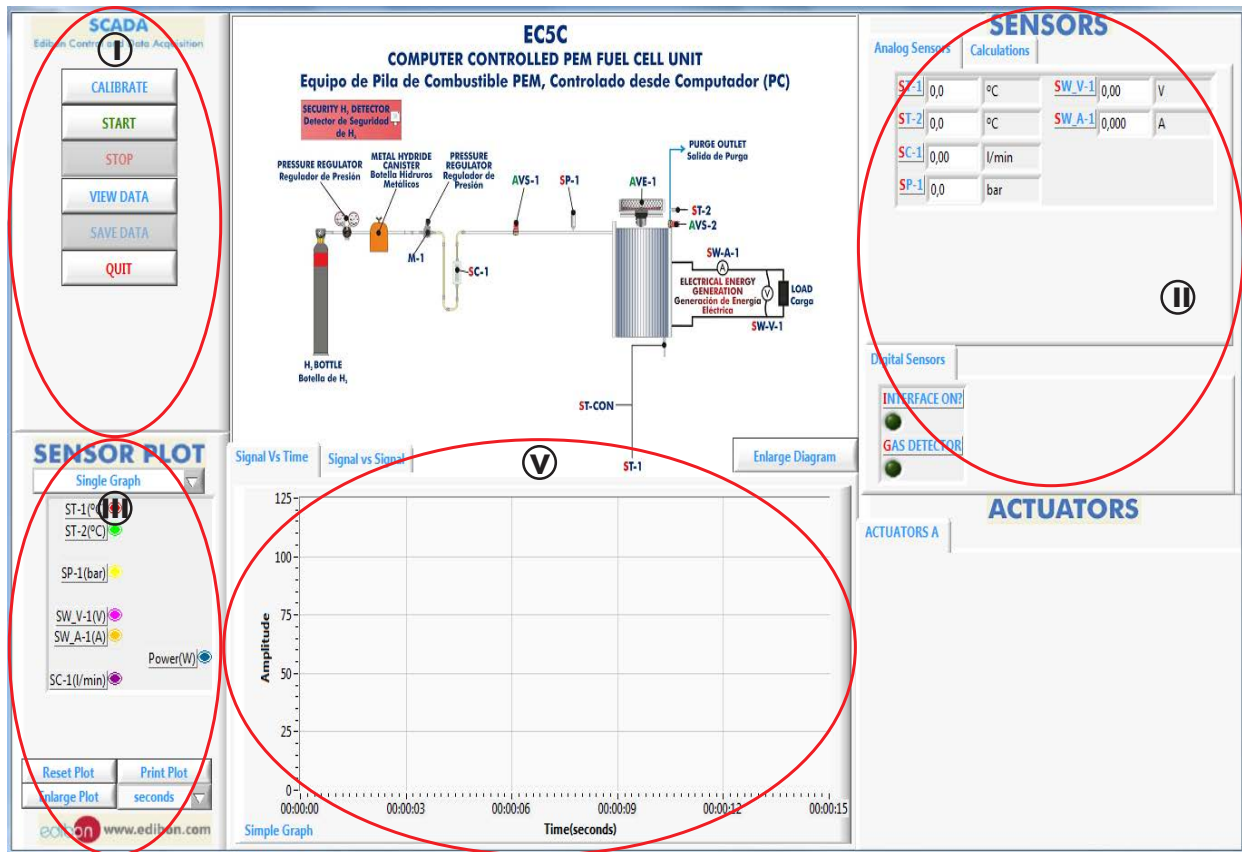 SCADA
Edibon Control and Data Acquisition
I
CALIBRATE
START
STOP
VIEW DATA
SAVE DATA
QUIT
EC5C
COMPUTER CONTROLLED PEM FUEL CELL UNIT
Equipo de Pila de Combustible PEM, Controlado desde Computador (PC)
SECURITY H₂ DETECTOR
Detector de Seguridad
de H₂
PRESSURE REGULATOR
Regulador de Presión
METAL HYDRIDE
CANISTER
Botella Hidruros
Metálicos
PRESSURE
REGULATOR
Regulador de
Presión
AVS-1
SP-1
AVE-1
PURGE OUTLET
Salida de Purga
ST-2
AVS-2
M-1
SC-1
SW-A-1
A
ELECTRICAL ENERGY
GENERATION
Generación de Energía
Eléctrica
V
LOAD
Carga
SW-V-1
H₂ BOTTLE
Botella de H₂
ST-CON
ST-1
SENSORS
Analog Sensors
Calculations
ST-1 0,0 ºC
SW_V-1 0,00 V
ST-2 0,0 ºC
SW_A-1 0,000 A
SC-1 0,00 l/min
SP-1 0,0 bar
II
Digital Sensors
INTERFACE ON?
GAS DETECTOR
SENSOR PLOT
Single Graph
III
ST-1(ºC)
ST-2(ºC)
SP-1(bar)
SW_V-1(V)
SW_A-1(A)
Power(W)
SC-1(l/min)
Reset Plot
Print Plot
Enlarge Plot
seconds
edibon www.edibon.com
Signal Vs Time
Signal vs Signal
V
Enlarge Diagram
125
100
75
50
25
0
Amplitude
00:00:00 00:00:03 00:00:06 00:00:09 00:00:12 00:00:15
Simple Graph
Time(seconds)
ACTUATORS
ACTUATORS A